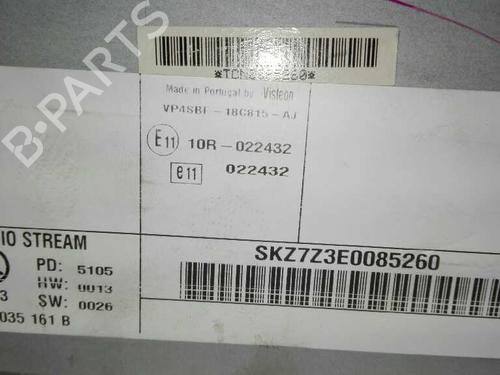 Made in Portugal by Visteon
VP4SBF-18C815-AJ
E11 10R-022432
e11 022432
IO STREAM
PD: 5105
HW: 0013
SW: 0026
3
035 161 B
SKZ7Z3E0085260
B-PARTS